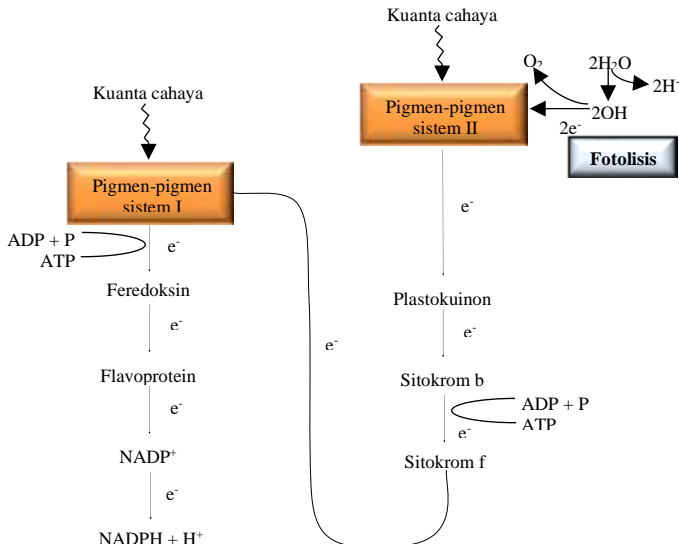 Kuanta cahaya
Pigmen-pigmen
sistem I
ADP + P
ATP
e-
Feredoksin
e-
Flavoprotein
e-
NADP+
e-
NADPH + H+
e-
Kuanta cahaya
Pigmen-pigmen
sistem II
O2
2H2O
2H-
2OH
2e-
Fotolisis
e-
Plastokuinon
e-
Sitokrom b
ADP + P
ATP
e-
Sitokrom f